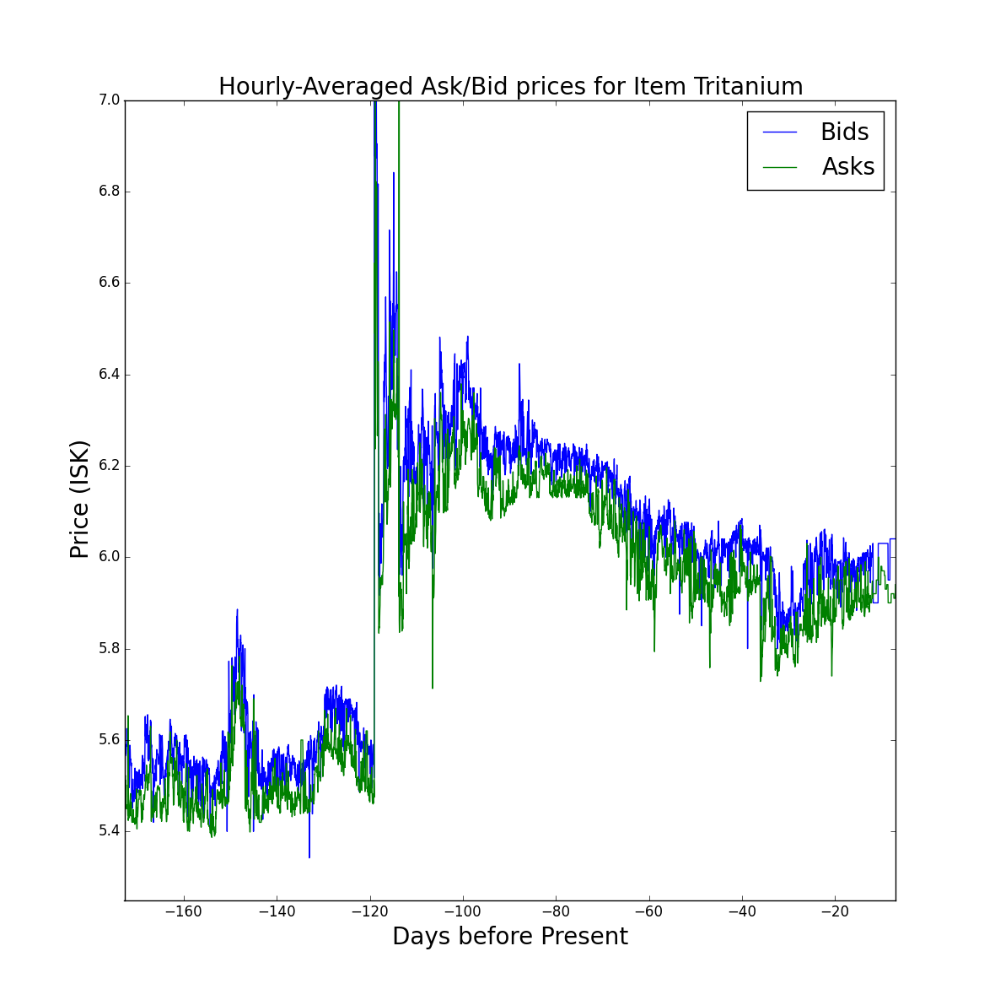 Hourly-Averaged Ask/Bid prices for Item Tritanium
7.0
6.8
6.6
6.4
6.2
6.0
5.8
5.6
5.4
Price (ISK)
Bids
Asks
−160 −140 −120 −100 −80 −60 −40 −20
Days before Present